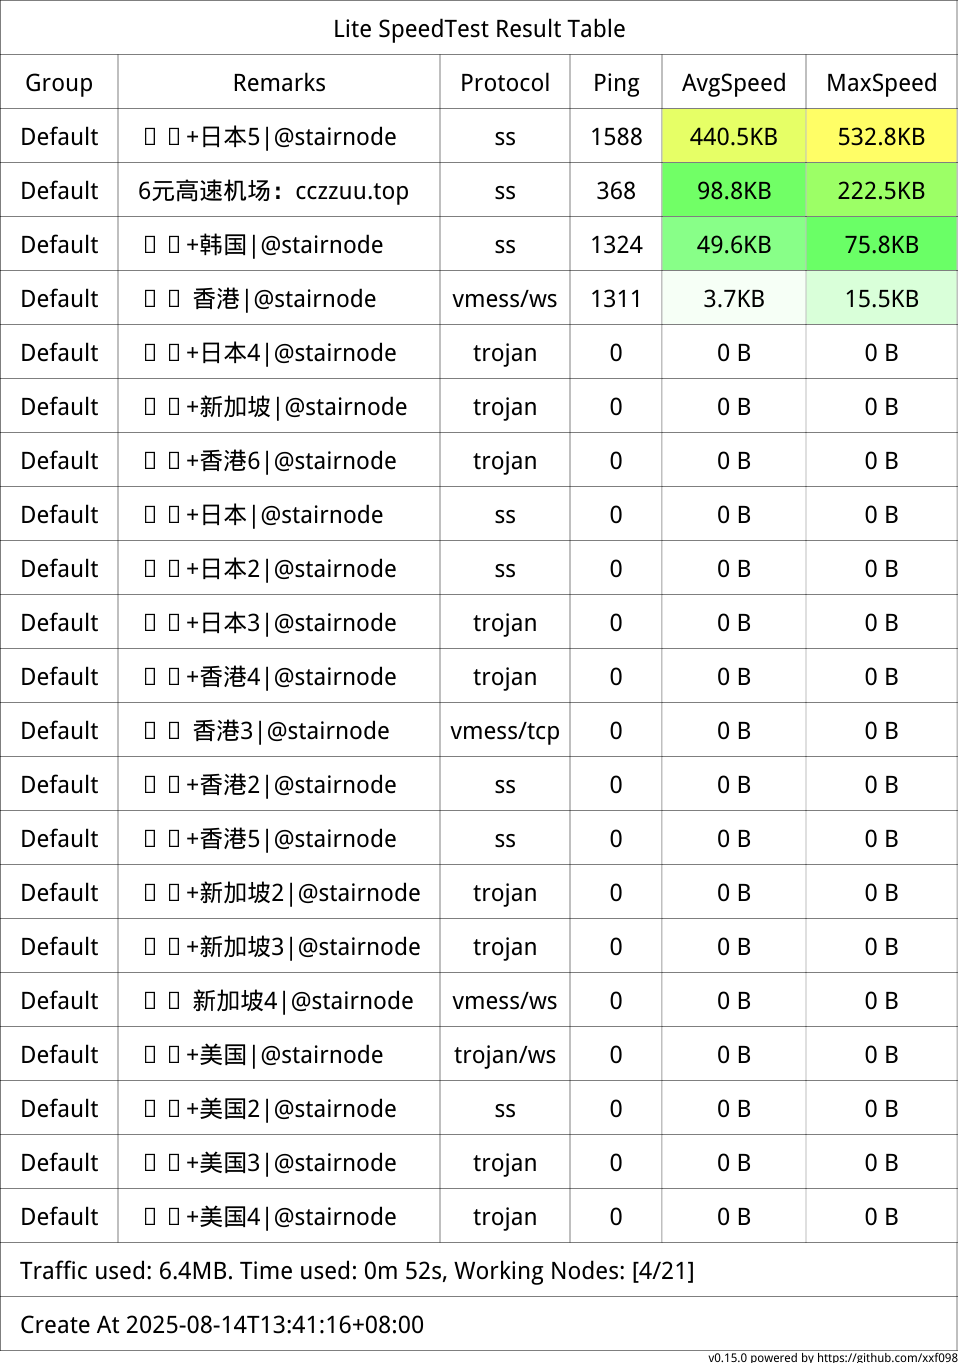 Lite SpeedTest Result Table
Group Remarks Protocol Ping AvgSpeed MaxSpeed
Default +日本5|@stairnode ss 1588 440.5KB 532.8KB
Default 6元高速机场：cczzuu.top ss 368 98.8KB 222.5KB
Default +韩国|@stairnode ss 1324 49.6KB 75.8KB
Default 香港|@stairnode vmess/ws 1311 3.7KB 15.5KB
Default +日本4|@stairnode trojan 0 0 B 0 B
Default +新加坡|@stairnode trojan 0 0 B 0 B
Default +香港6|@stairnode trojan 0 0 B 0 B
Default +日本|@stairnode ss 0 0 B 0 B
Default +日本2|@stairnode ss 0 0 B 0 B
Default +日本3|@stairnode trojan 0 0 B 0 B
Default +香港4|@stairnode trojan 0 0 B 0 B
Default 香港3|@stairnode vmess/tcp 0 0 B 0 B
Default +香港2|@stairnode ss 0 0 B 0 B
Default +香港5|@stairnode ss 0 0 B 0 B
Default +新加坡2|@stairnode trojan 0 0 B 0 B
Default +新加坡3|@stairnode trojan 0 0 B 0 B
Default 新加坡4|@stairnode vmess/ws 0 0 B 0 B
Default +美国|@stairnode trojan/ws 0 0 B 0 B
Default +美国2|@stairnode ss 0 0 B 0 B
Default +美国3|@stairnode trojan 0 0 B 0 B
Default +美国4|@stairnode trojan 0 0 B 0 B
Traffic used: 6.4MB. Time used: 0m 52s, Working Nodes: [4/21]
Create At 2025-08-14T13:41:16+08:00
v0.15.0 powered by https://github.com/xxf098